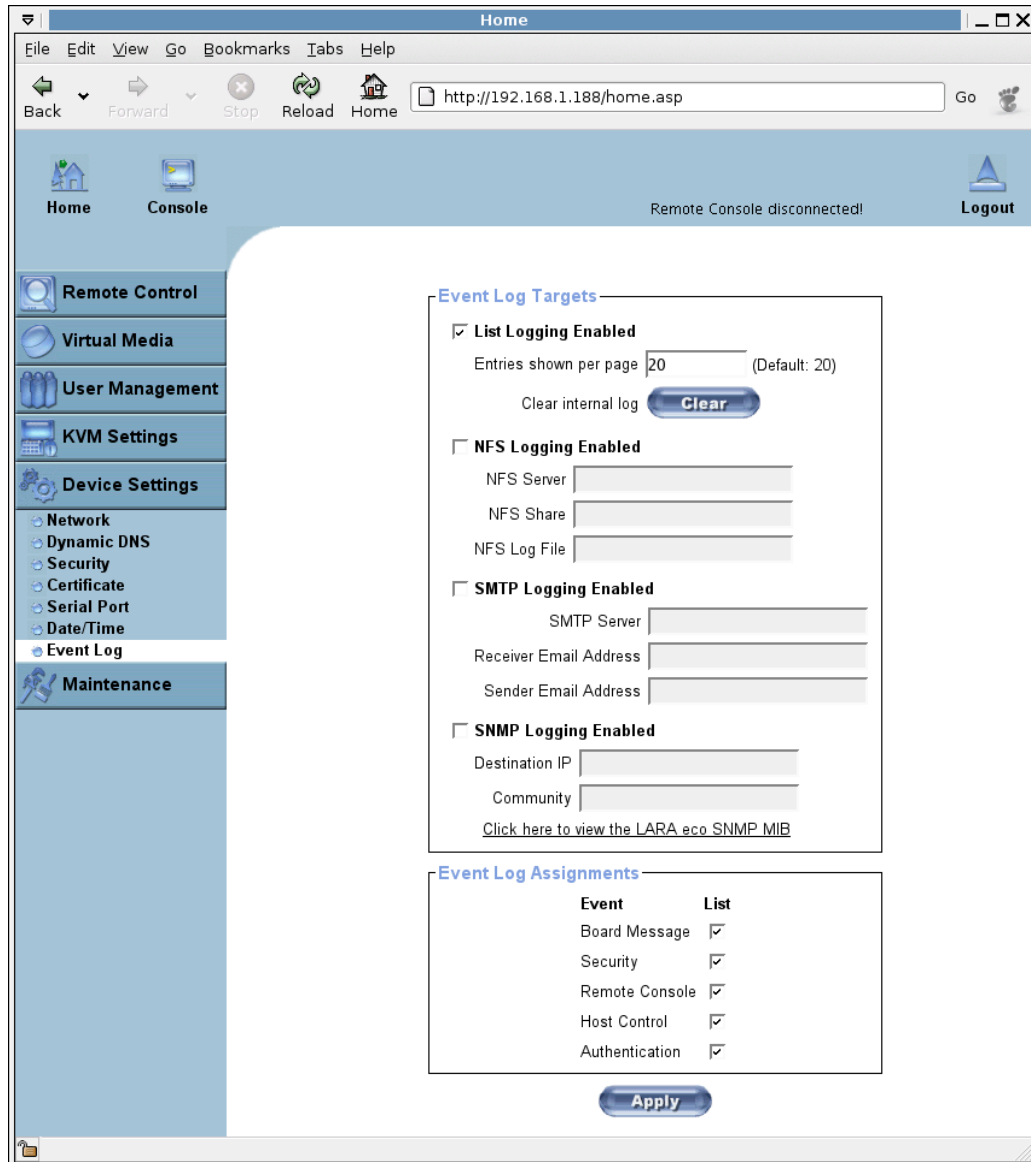 Home
File Edit View Go Bookmarks Tabs Help
Back Forward Stop Reload Home http://192.168.1.188/home.asp Go
Home Console Remote Console disconnected! Logout
Remote Control
Virtual Media
User Management
KVM Settings
Device Settings
Network
Dynamic DNS
Security
Certificate
Serial Port
Date/Time
Event Log
Maintenance
Event Log Targets
List Logging Enabled
Entries shown per page 20 (Default: 20)
Clear internal log Clear
NFS Logging Enabled
NFS Server
NFS Share
NFS Log File
SMTP Logging Enabled
SMTP Server
Receiver Email Address
Sender Email Address
SNMP Logging Enabled
Destination IP
Community
Click here to view the LARA eco SNMP MIB
Event Log Assignments
Event List
Board Message
Security
Remote Console
Host Control
Authentication
Apply